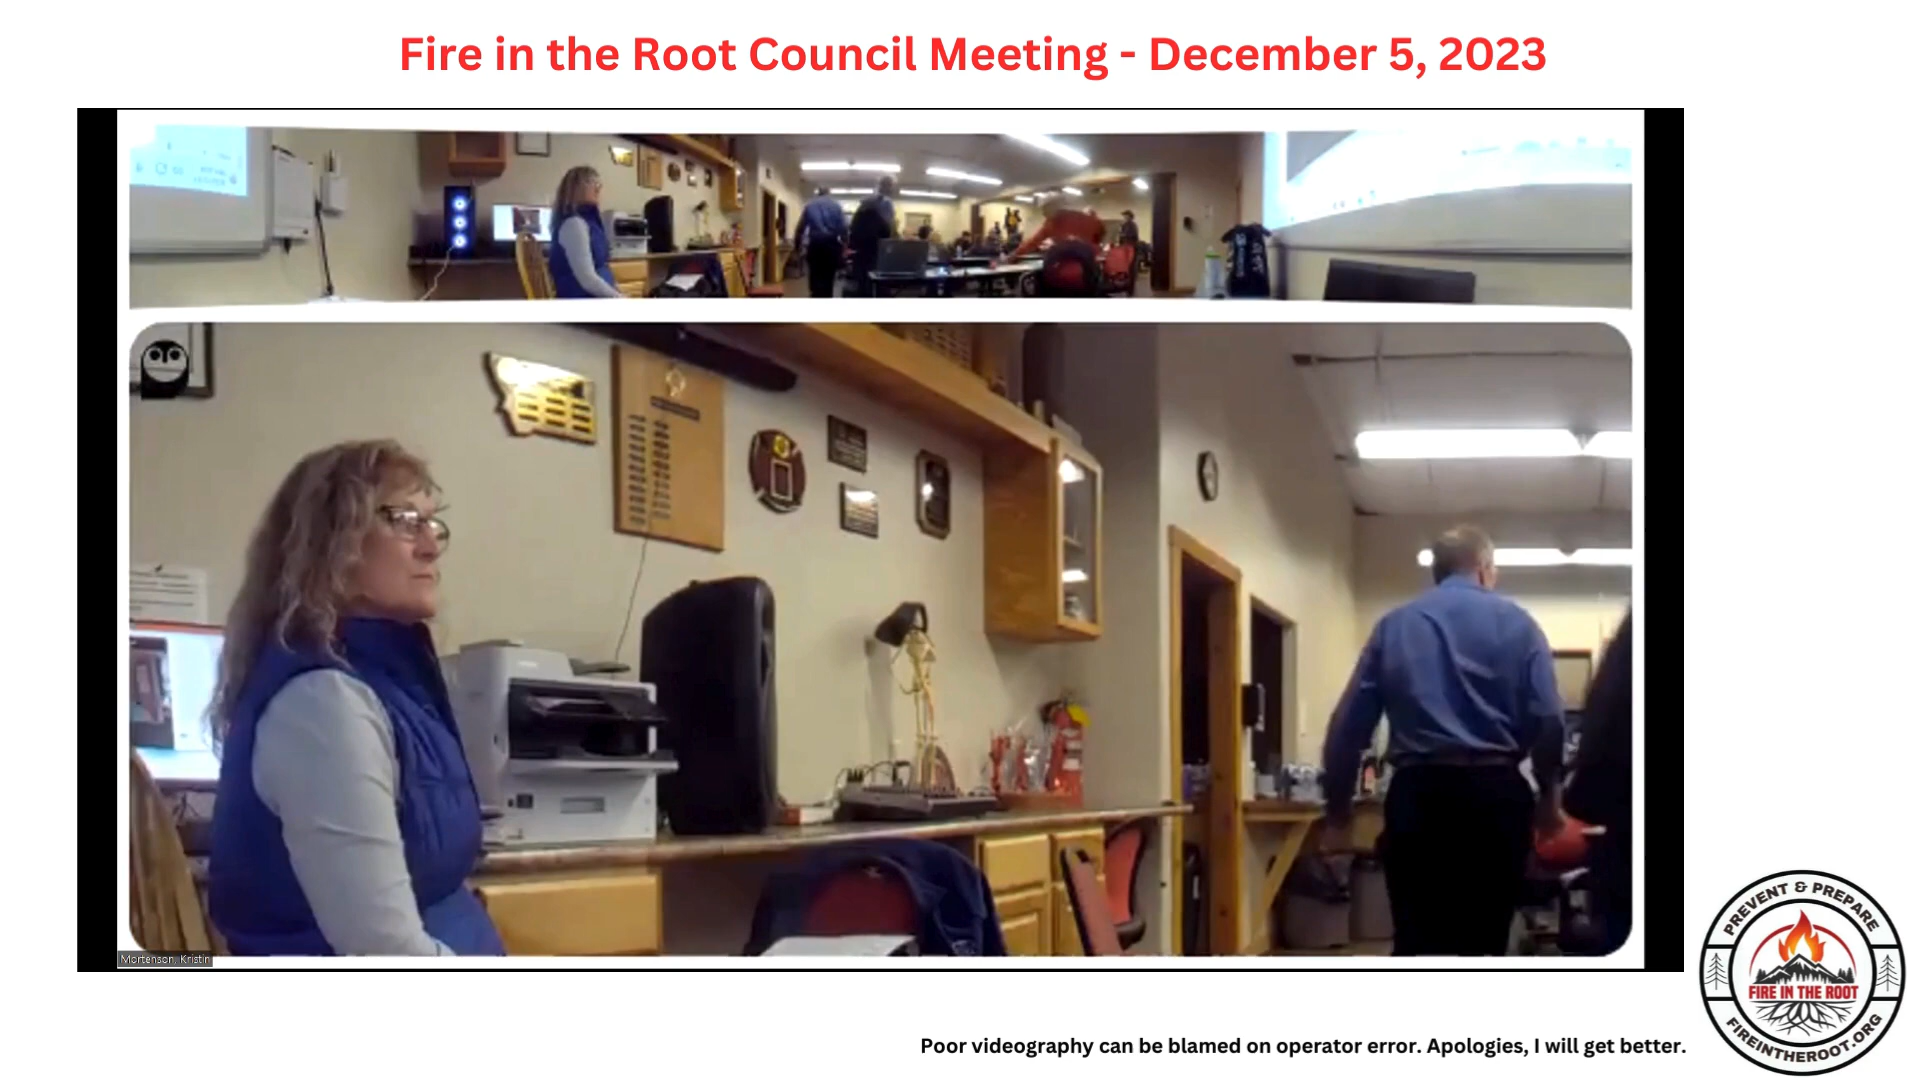 Fire in the Root Council Meeting - December 5, 2023
Mortenson, Kristin
PREVENT & PREPARE
FIRE IN THE ROOT
FIREINTHEROOT.ORG
Poor videography can be blamed on operator error. Apologies, I will get better.